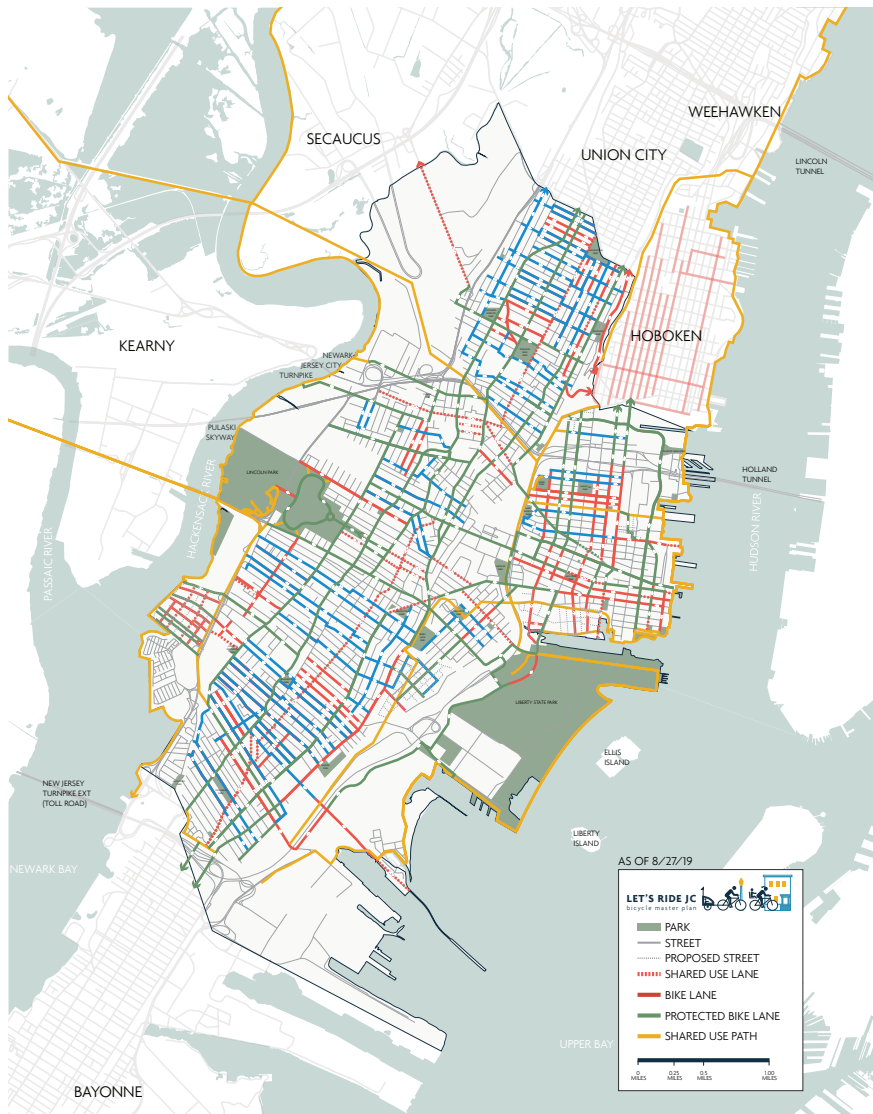 WEEHAWKEN
SECAUCUS
UNION CITY
LINCOLN
TUNNEL
HOBOKEN
KEARNY
NEWARK-
JERSEY CITY
TURNPIKE
PULASKI
SKYWAY
LINCOLN PARK
HOLLAND
TUNNEL
HACKENSACK RIVER
HUDSON RIVER
PASSAIC RIVER
LIBERTY STATE PARK
ELLIS
ISLAND
NEW JERSEY
TURNPIKE EXT
(TOLL ROAD)
LIBERTY
ISLAND
NEWARK BAY
AS OF 8/27/19
LET'S RIDE JC
bicycle master plan
PARK
STREET
PROPOSED STREET
SHARED USE LANE
BIKE LANE
PROTECTED BIKE LANE
SHARED USE PATH
0 0.25 0.5 1.00
MILES MILES MILES MILES
UPPER BAY
BAYONNE